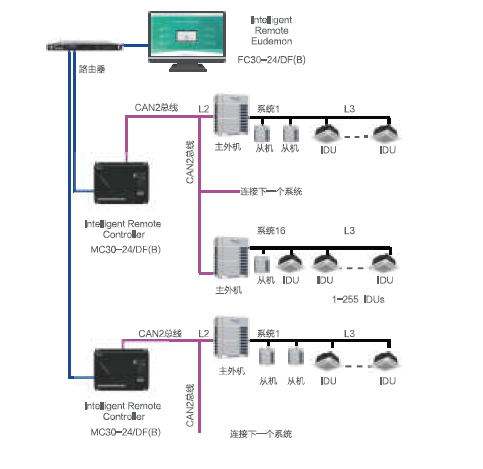 Intelligent
Remote
Eudemon
FC30-24/DF(B)
路由器
CAN2总线
L2
系统1
L3
主外机
从机
从机
IDU
IDU
CAN2总线
连接下一个系统
Intelligent Remote
Controller
MC30-24/DF(B)
系统16
L3
主外机
从机
IDU
IDU
IDU
1-255 IDUs
CAN2总线
L2
系统1
L3
主外机
从机
从机
IDU
IDU
CAN2总线
Intelligent Remote
Controller
MC30-24/DF(B)
连接下一个系统